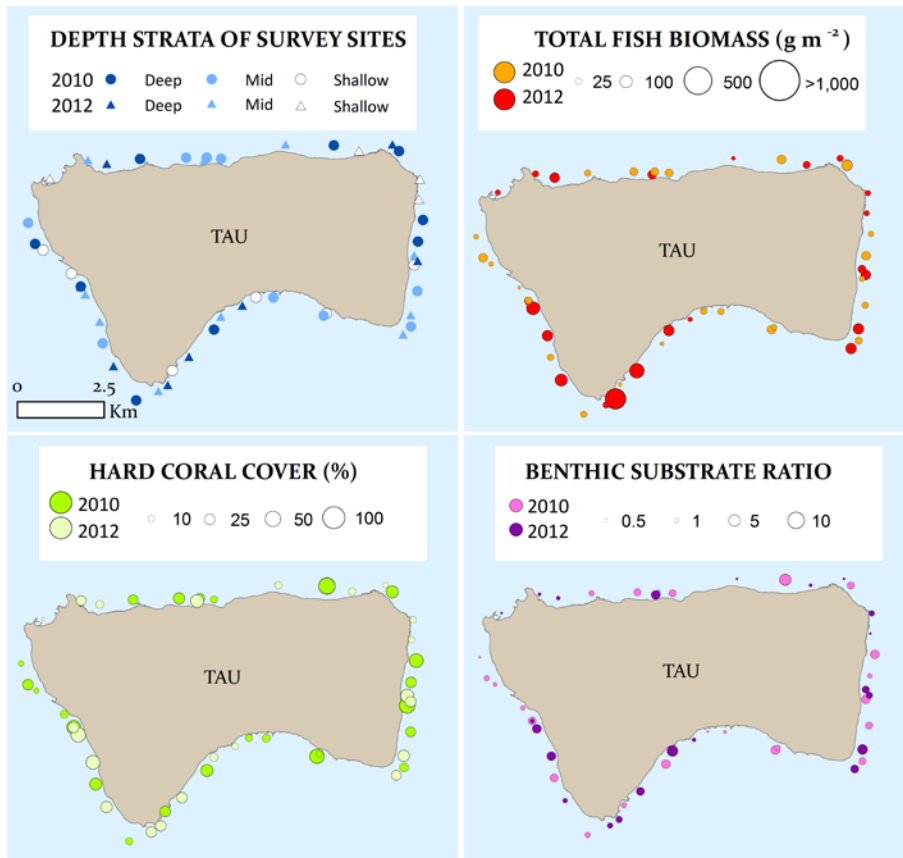 DEPTH STRATA OF SURVEY SITES
2010 Deep Mid Shallow
2012 Deep Mid Shallow
TAU
0 2.5
Km
TOTAL FISH BIOMASS (g m⁻²)
2010
2012
25 100 500 >1,000
TAU
HARD CORAL COVER (%)
2010
2012
10 25 50 100
TAU
BENTHIC SUBSTRATE RATIO
2010
2012
0.5 1 5 10
TAU